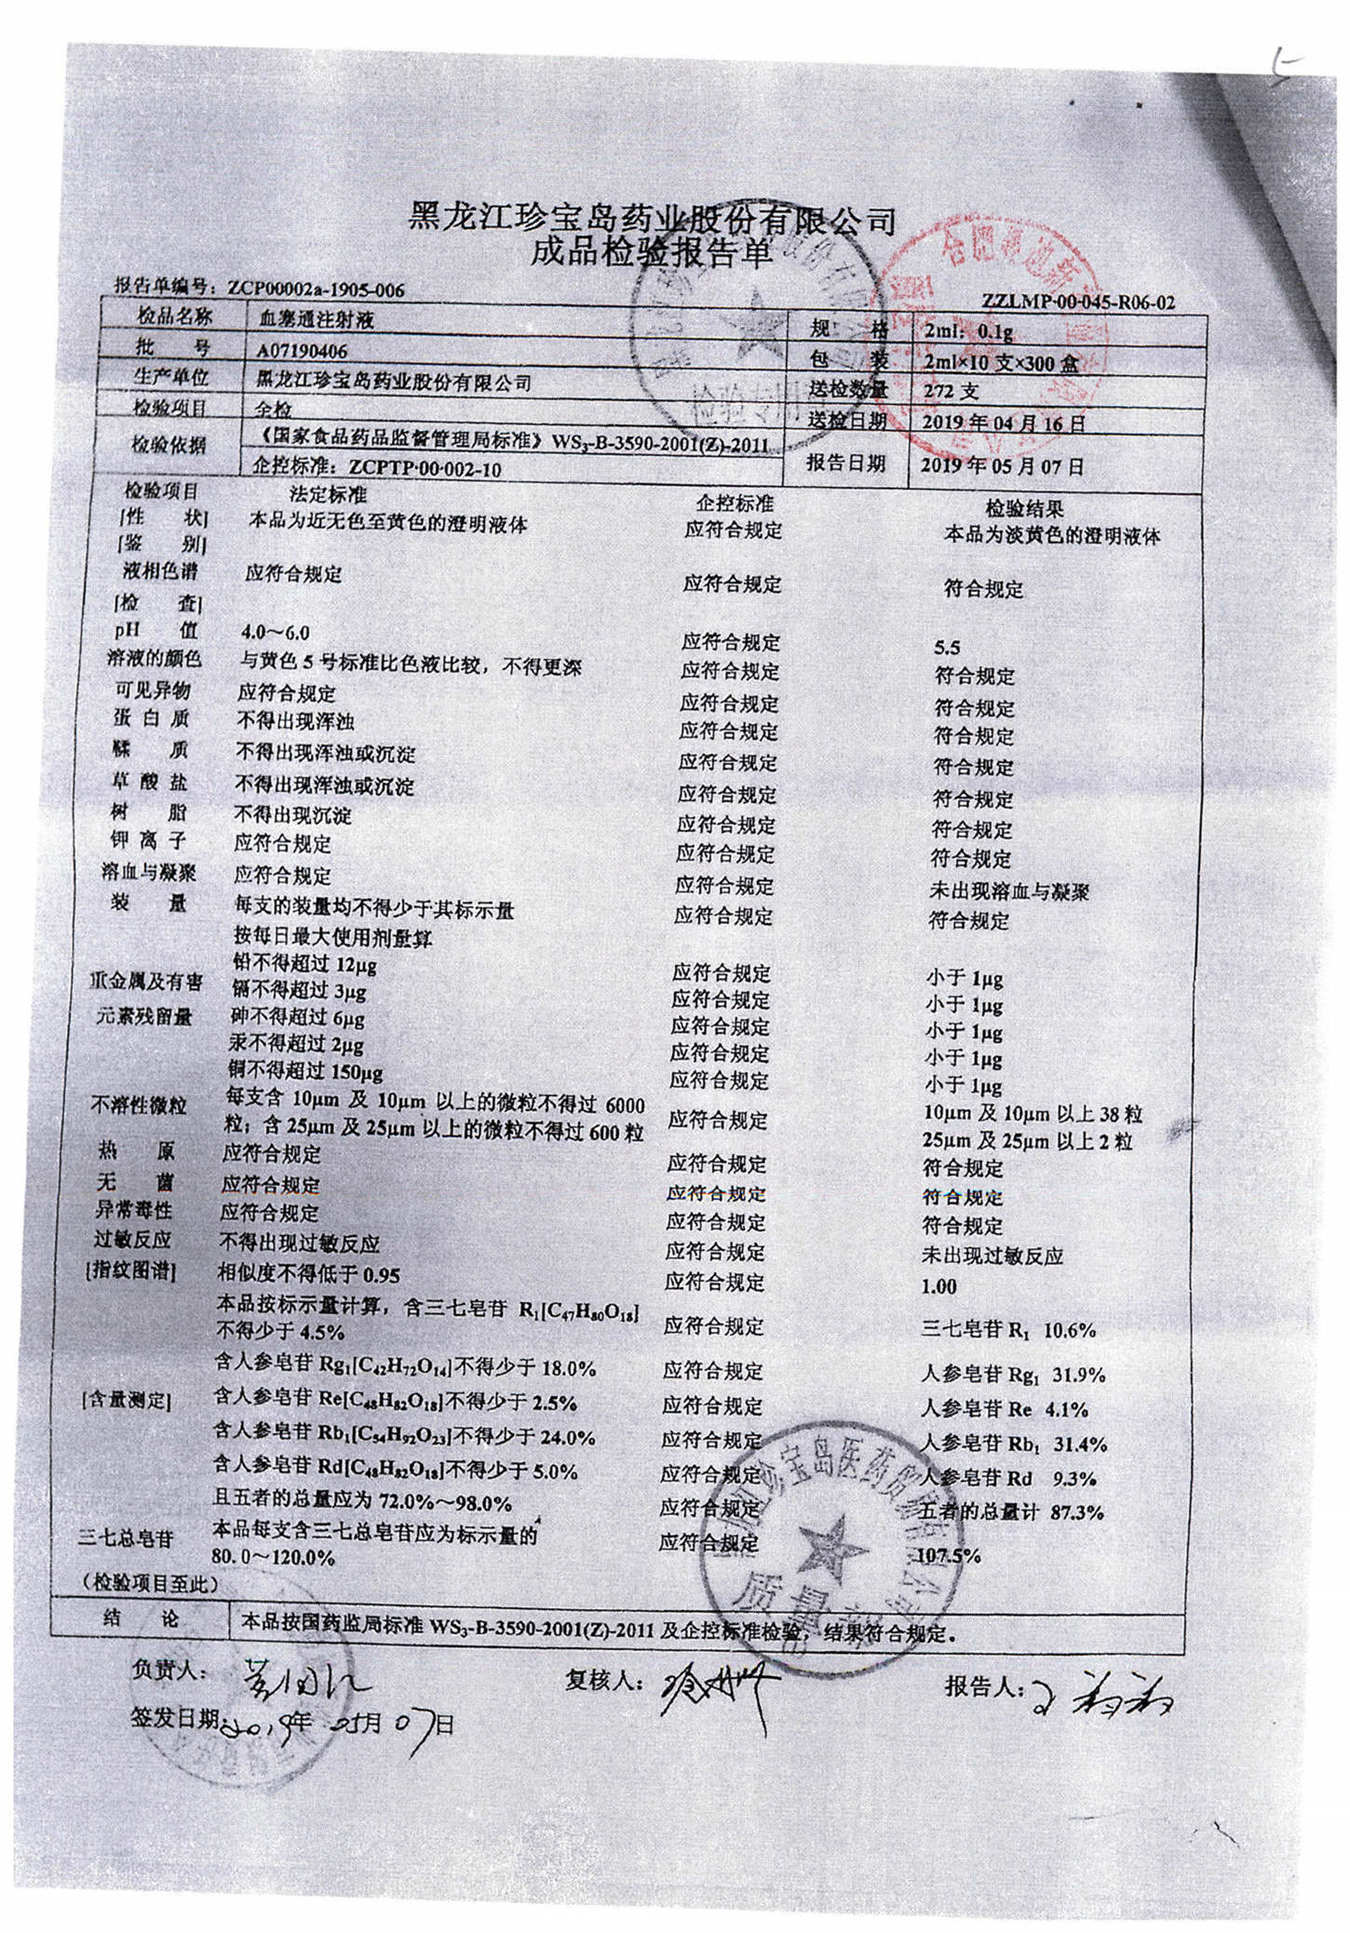 5
黑龙江珍宝岛药业股份有限公司
成品检验报告单
报告单编号：ZCP00002a-1905-006 ZZLMP-00-045-R06-02
检品名称 血塞通注射液 规 格 2ml：0.1g
批 号 A07190406 包 装 2ml×10支×300盒
生产单位 黑龙江珍宝岛药业股份有限公司 送检数量 272支
检验项目 全检 送检日期 2019年04月16日
检验依据 《国家食品药品监督管理局标准》WS₃-B-3590-2001(Z)-2011
企控标准：ZCPTP-00-002-10 报告日期 2019年05月07日
检验项目 法定标准 企控标准 检验结果
[性 状] 本品为近无色至黄色的澄明液体 应符合规定 本品为淡黄色的澄明液体
[鉴 别]
液相色谱 应符合规定 应符合规定 符合规定
[检 查]
pH 值 4.0～6.0 应符合规定 5.5
溶液的颜色 与黄色5号标准比色液比较，不得更深 应符合规定 符合规定
可见异物 应符合规定 应符合规定 符合规定
蛋白质 不得出现浑浊 应符合规定 符合规定
鞣 质 不得出现浑浊或沉淀 应符合规定 符合规定
草酸盐 不得出现浑浊或沉淀 应符合规定 符合规定
树 脂 不得出现沉淀 应符合规定 符合规定
钾离子 应符合规定 应符合规定 符合规定
溶血与凝聚 应符合规定 应符合规定 未出现溶血与凝聚
装 量 每支的装量均不得少于其标示量 应符合规定 符合规定
按每日最大使用剂量算
铅不得超过12μg 应符合规定 小于1μg
重金属及有害 镉不得超过3μg 应符合规定 小于1μg
元素残留量 砷不得超过6μg 应符合规定 小于1μg
汞不得超过2μg 应符合规定 小于1μg
铜不得超过150μg 应符合规定 小于1μg
不溶性微粒 每支含10μm及10μm以上的微粒不得过6000 应符合规定 10μm及10μm以上38粒
粒；含25μm及25μm以上的微粒不得过600粒 25μm及25μm以上2粒
热 原 应符合规定 应符合规定 符合规定
无 菌 应符合规定 应符合规定 符合规定
异常毒性 应符合规定 应符合规定 符合规定
过敏反应 不得出现过敏反应 应符合规定 未出现过敏反应
[指纹图谱] 相似度不得低于0.95 应符合规定 1.00
本品按标示量计算，含三七皂苷 R₁[C₄₇H₈₀O₁₈]
不得少于4.5% 应符合规定 三七皂苷R₁ 10.6%
含人参皂苷Rg₁[C₄₂H₇₂O₁₄]不得少于18.0% 应符合规定 人参皂苷Rg₁ 31.9%
[含量测定] 含人参皂苷Re[C₄₈H₈₂O₁₈]不得少于2.5% 应符合规定 人参皂苷Re 4.1%
含人参皂苷Rb₁[C₅₄H₉₂O₂₃]不得少于24.0% 应符合规定 人参皂苷Rb₁ 31.4%
含人参皂苷Rd[C₄₈H₈₂O₁₈]不得少于5.0% 应符合规定 人参皂苷Rd 9.3%
且五者的总量应为72.0%～98.0% 应符合规定 五者的总量计 87.3%
三七总皂苷 本品每支含三七总皂苷应为标示量的 应符合规定 107.5%
80.0～120.0%
（检验项目至此）
结 论 本品按国药监局标准WS₃-B-3590-2001(Z)-2011及企控标准检验，结果符合规定。
负责人： 复核人： 报告人：
签发日期：2019年05月07日
检验专用
黑龙江珍宝岛医药贸易有限公司
质量部